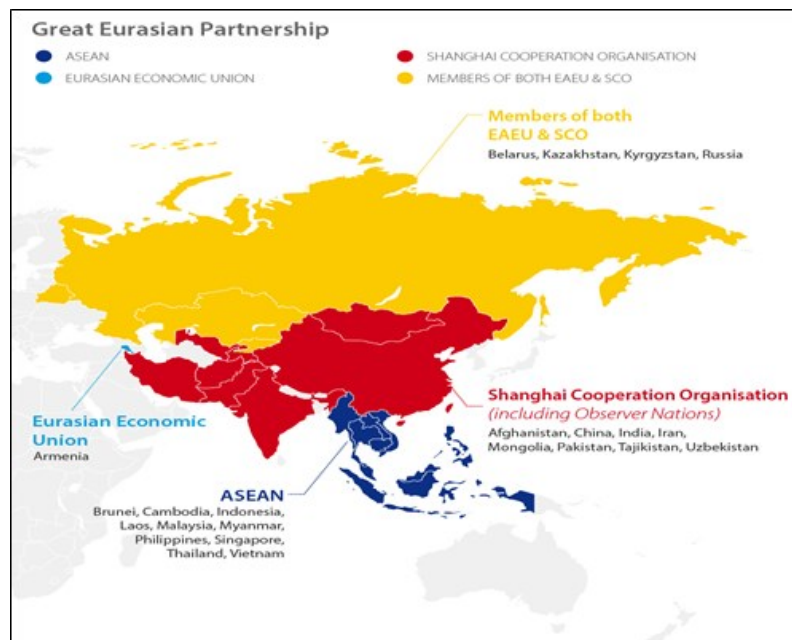 Great Eurasian Partnership
ASEAN
SHANGHAI COOPERATION ORGANISATION
EURASIAN ECONOMIC UNION
MEMBERS OF BOTH EAEU & SCO
Members of both
EAEU & SCO
Belarus, Kazakhstan, Kyrgyzstan, Russia
Shanghai Cooperation Organisation
(including Observer Nations)
Afghanistan, China, India, Iran,
Mongolia, Pakistan, Tajikistan, Uzbekistan
Eurasian Economic
Union
Armenia
ASEAN
Brunei, Cambodia, Indonesia,
Laos, Malaysia, Myanmar,
Philippines, Singapore,
Thailand, Vietnam